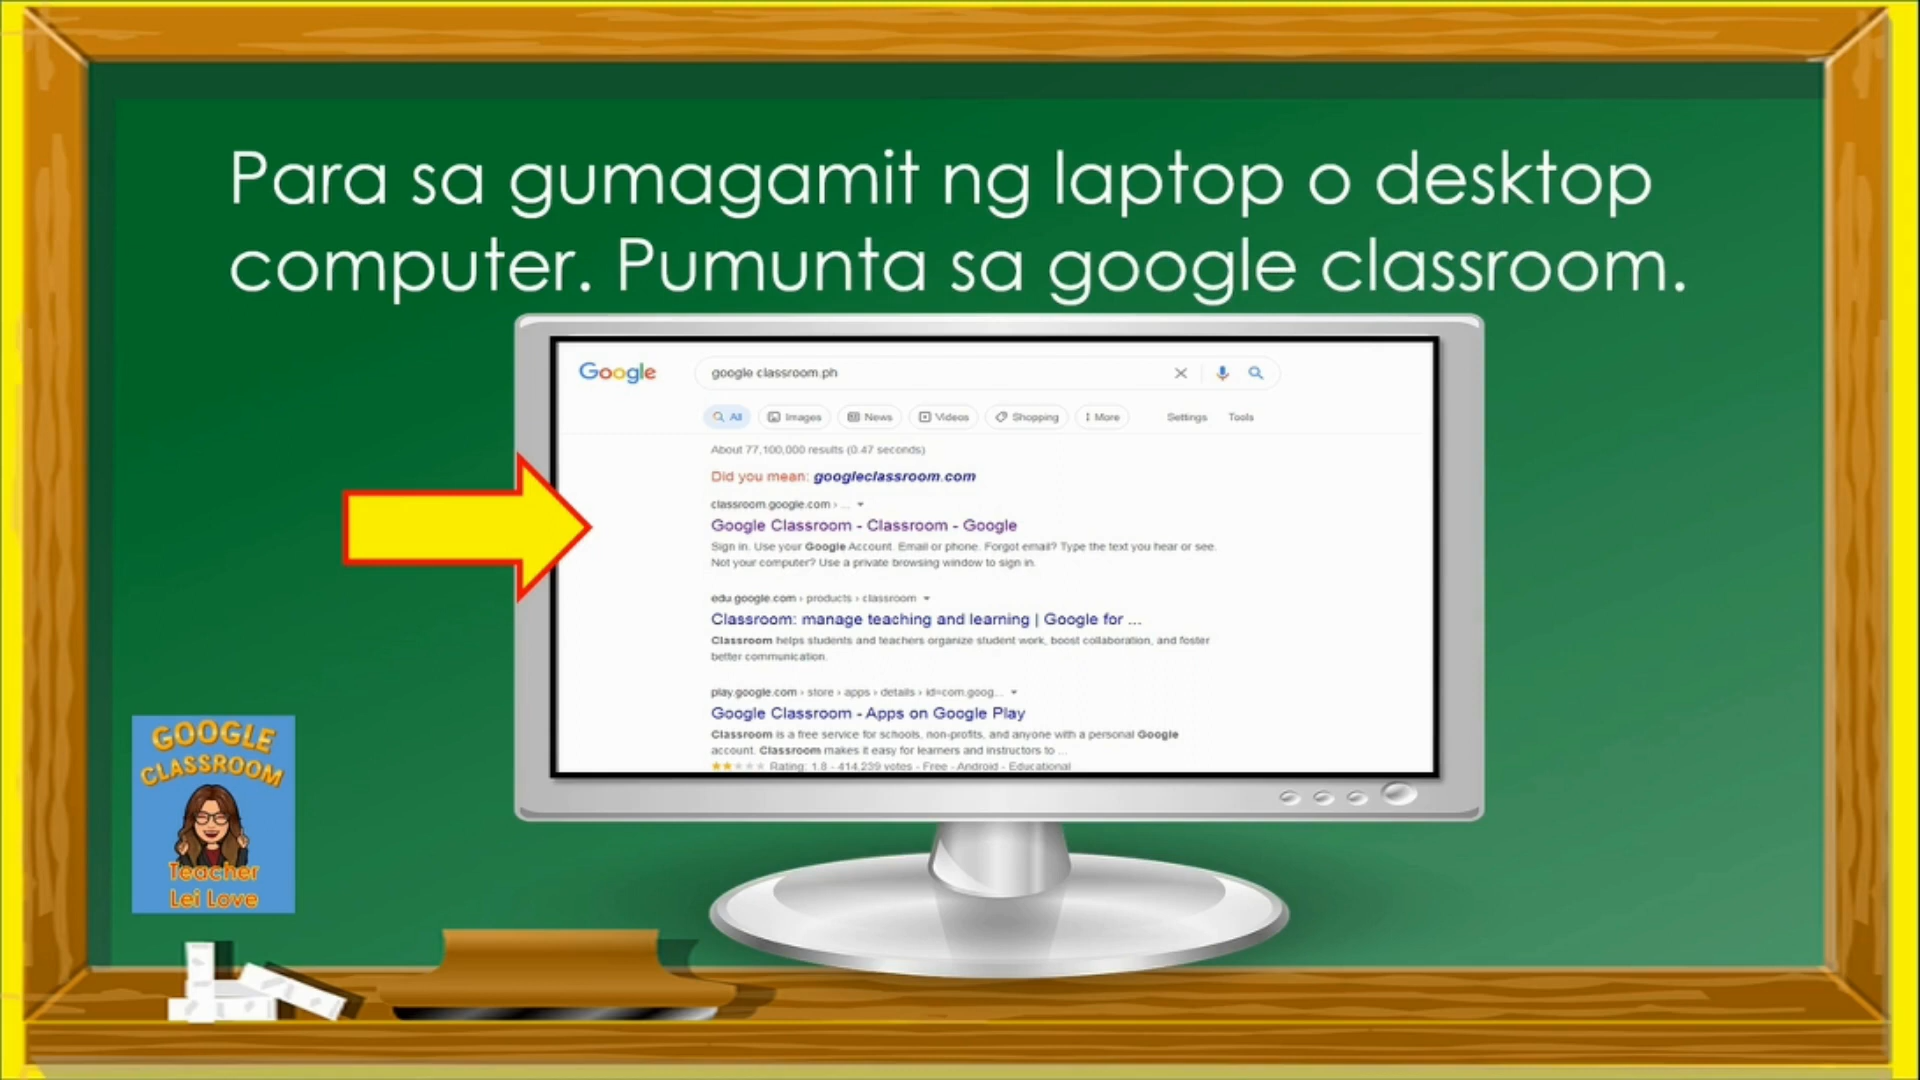 Para sa gumagamit ng laptop o desktop
computer. Pumunta sa google classroom.
Google
google classroom.ph
All
Images
News
Videos
Shopping
More
Settings
Tools
About 77,100,000 results (0.47 seconds)
Did you mean: googleclassroom.com
classroom.google.com › ...
Google Classroom - Classroom - Google
Sign in. Use your Google Account. Email or phone. Forgot email? Type the text you hear or see.
Not your computer? Use a private browsing window to sign in.
edu.google.com › products › classroom
Classroom: manage teaching and learning | Google for ...
Classroom helps students and teachers organize student work, boost collaboration, and foster
better communication.
play.google.com › store › apps › details › id=com.goog...
Google Classroom - Apps on Google Play
Classroom is a free service for schools, non-profits, and anyone with a personal Google
account. Classroom makes it easy for learners and instructors to ...
Rating: 1.8 - 414,239 votes - Free - Android - Educational
GOOGLE
CLASSROOM
Teacher
Lei Love